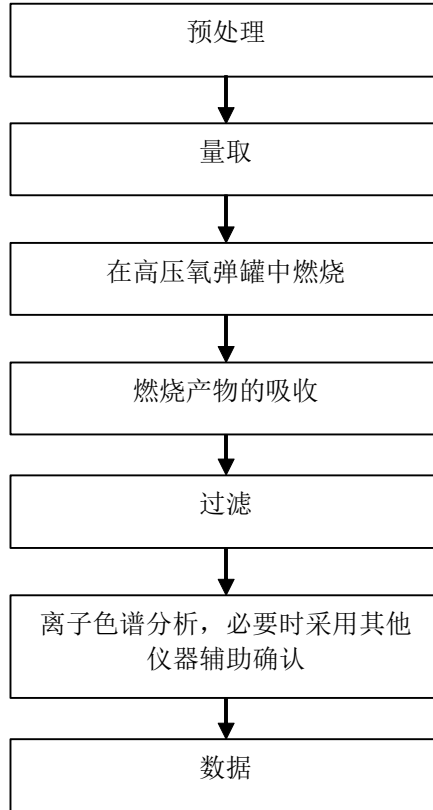 预处理
量取
在高压氧弹罐中燃烧
燃烧产物的吸收
过滤
离子色谱分析，必要时采用其他
仪器辅助确认
数据